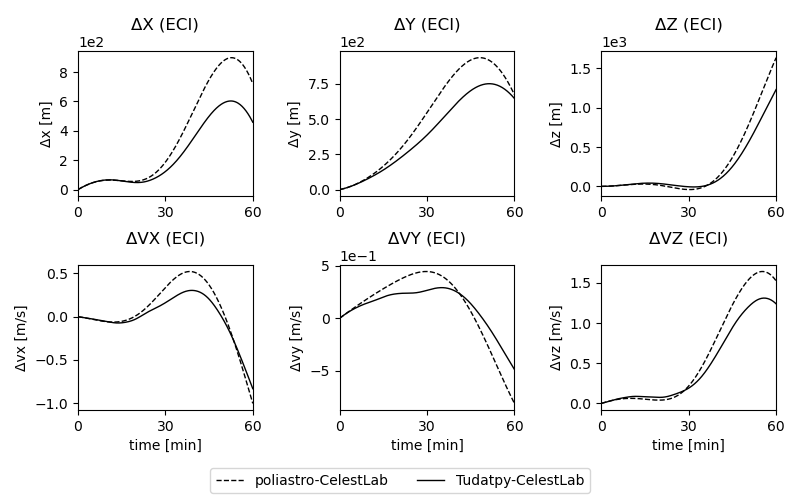 ΔX (ECI)
ΔY (ECI)
ΔZ (ECI)
1e2
1e2
1e3
8
6
4
2
0
Δx [m]
0 30 60
7.5
5.0
2.5
0.0
Δy [m]
0 30 60
1.5
1.0
0.5
0.0
Δz [m]
0 30 60
ΔVX (ECI)
ΔVY (ECI)
ΔVZ (ECI)
0.5
0.0
−0.5
−1.0
Δvx [m/s]
0 30 60
time [min]
1e−1
5
0
−5
Δvy [m/s]
0 30 60
time [min]
1.5
1.0
0.5
0.0
Δvz [m/s]
0 30 60
time [min]
poliastro-CelestLab Tudatpy-CelestLab